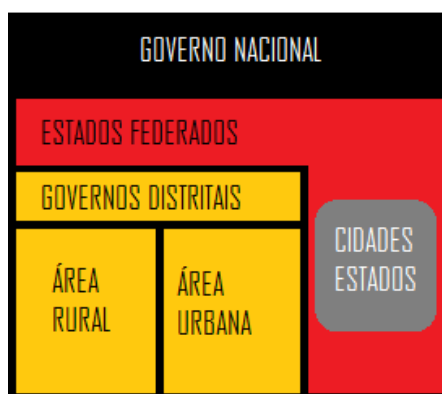 GOVERNO NACIONAL
ESTADOS FEDERADOS
GOVERNOS DISTRITAIS
CIDADES
ESTADOS
ÁREA
RURAL
ÁREA
URBANA